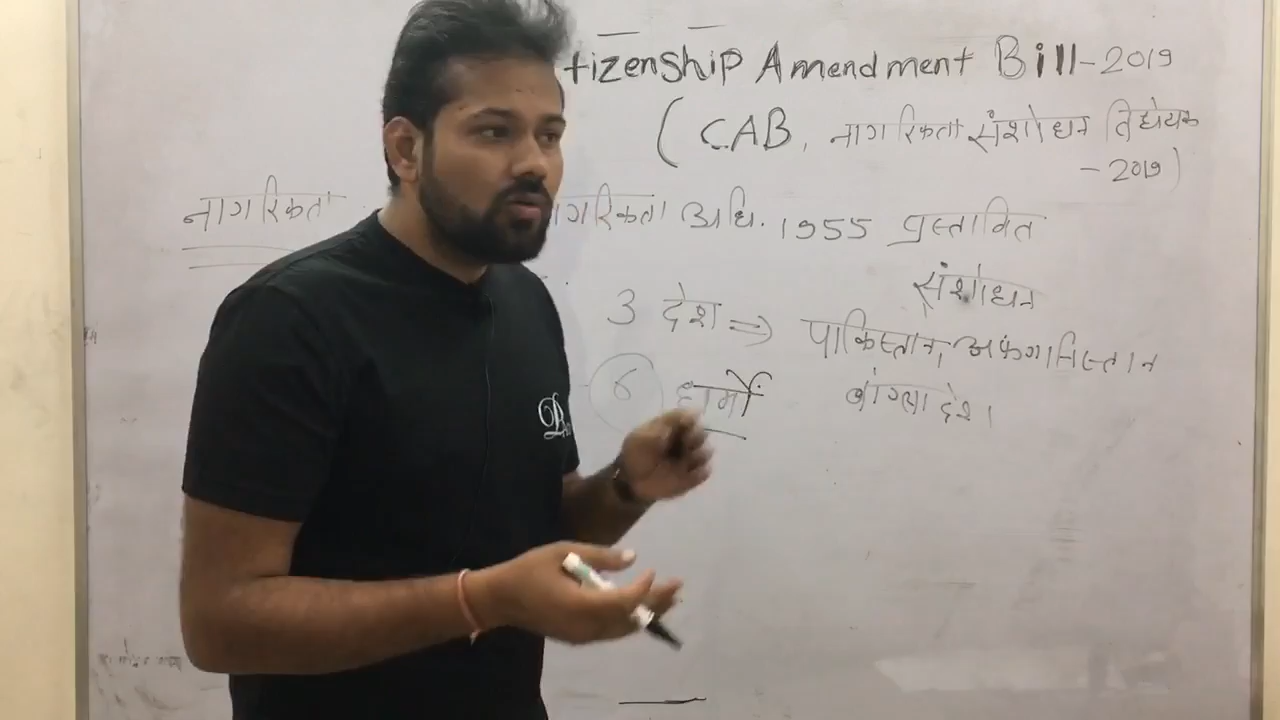 tizenship Amendment Bill-2019
(CAB, नागरिकता संशोधन विधेयक
-2019)
नागरिकता
ागरिकता अधि. 1955 प्रस्तावित
संशोधन
3 देश ⇒ पाकिस्तान, अफगानिस्तान
बांग्लादेश।
६ धर्मों